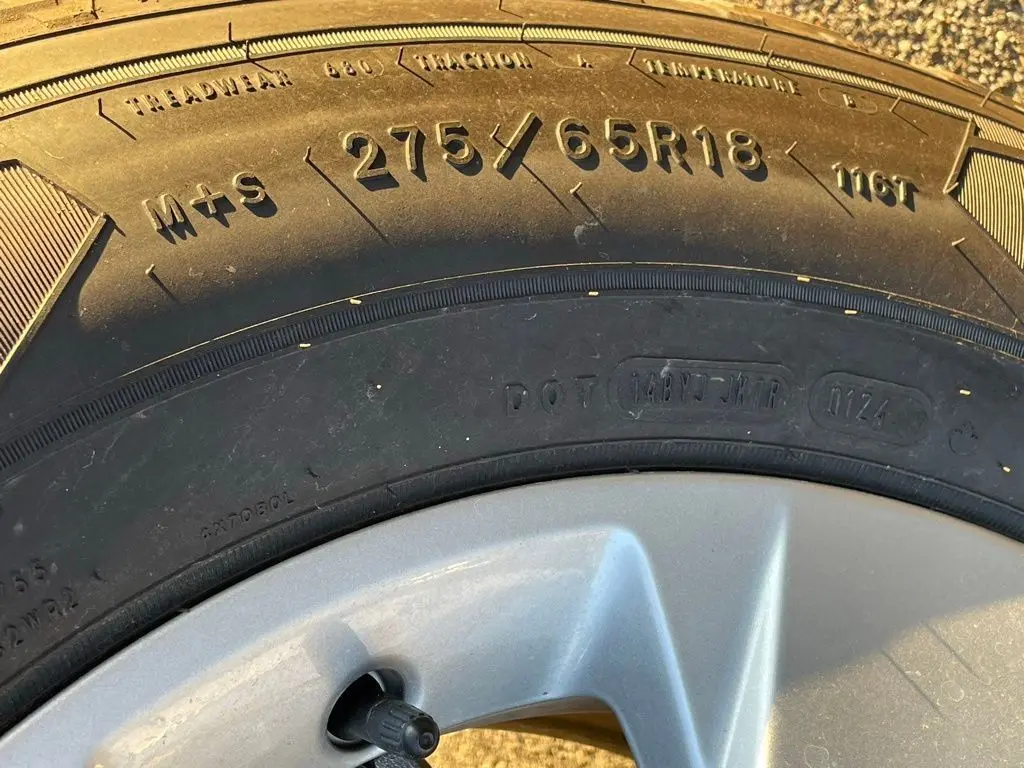 TREADWEAR 680 TRACTION A TEMPERATURE B
M+S 275/65R18 116T
DOT 0124